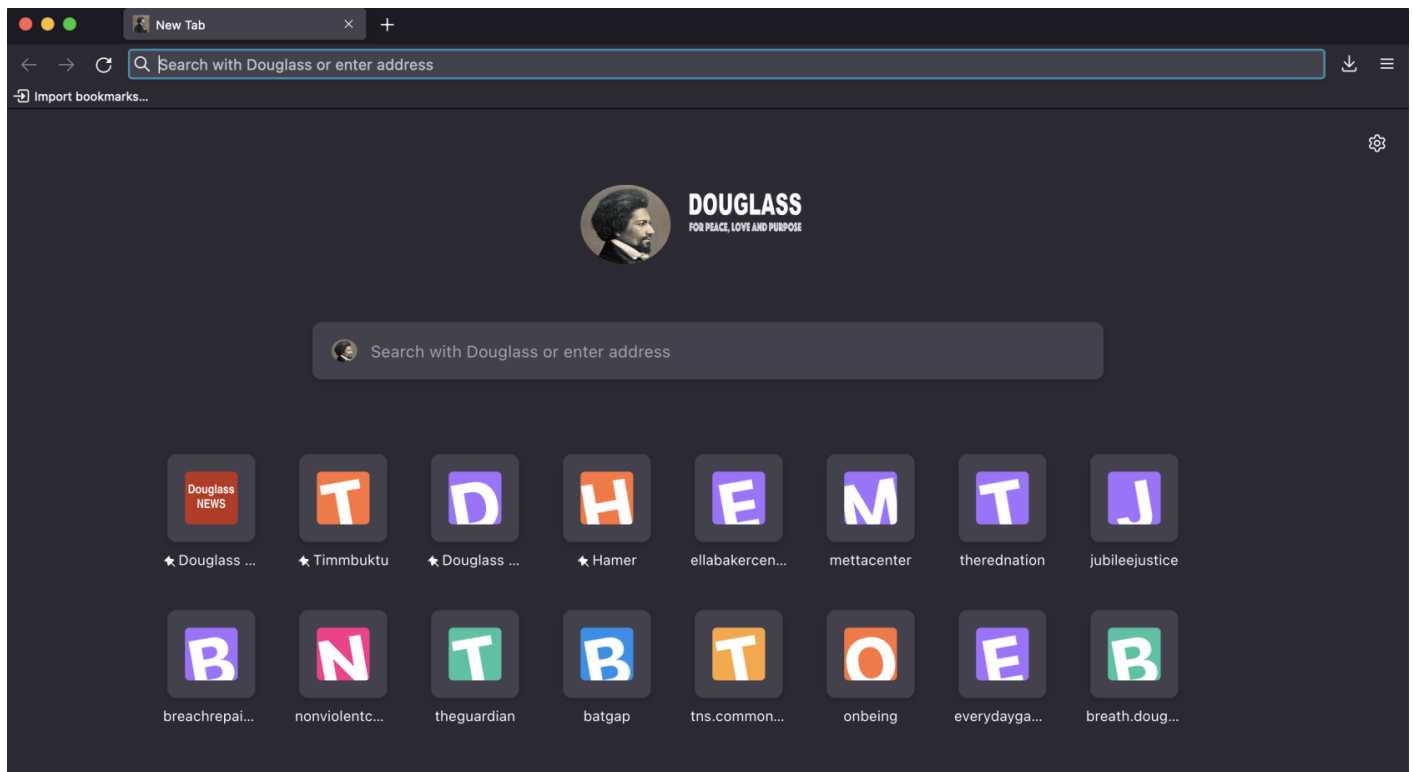 New Tab
Search with Douglass or enter address
Import bookmarks...
DOUGLASS
FOR PEACE, LOVE AND PURPOSE
Search with Douglass or enter address
Douglass NEWS
T D H E M T J
Douglass ... Timmbuktu Douglass ... Hamer ellabakercen... mettacenter therednation jubileejustice
B N T B T O E B
breachrepai... nonviolentc... theguardian batgap tns.common... onbeing everydayga... breath.doug...